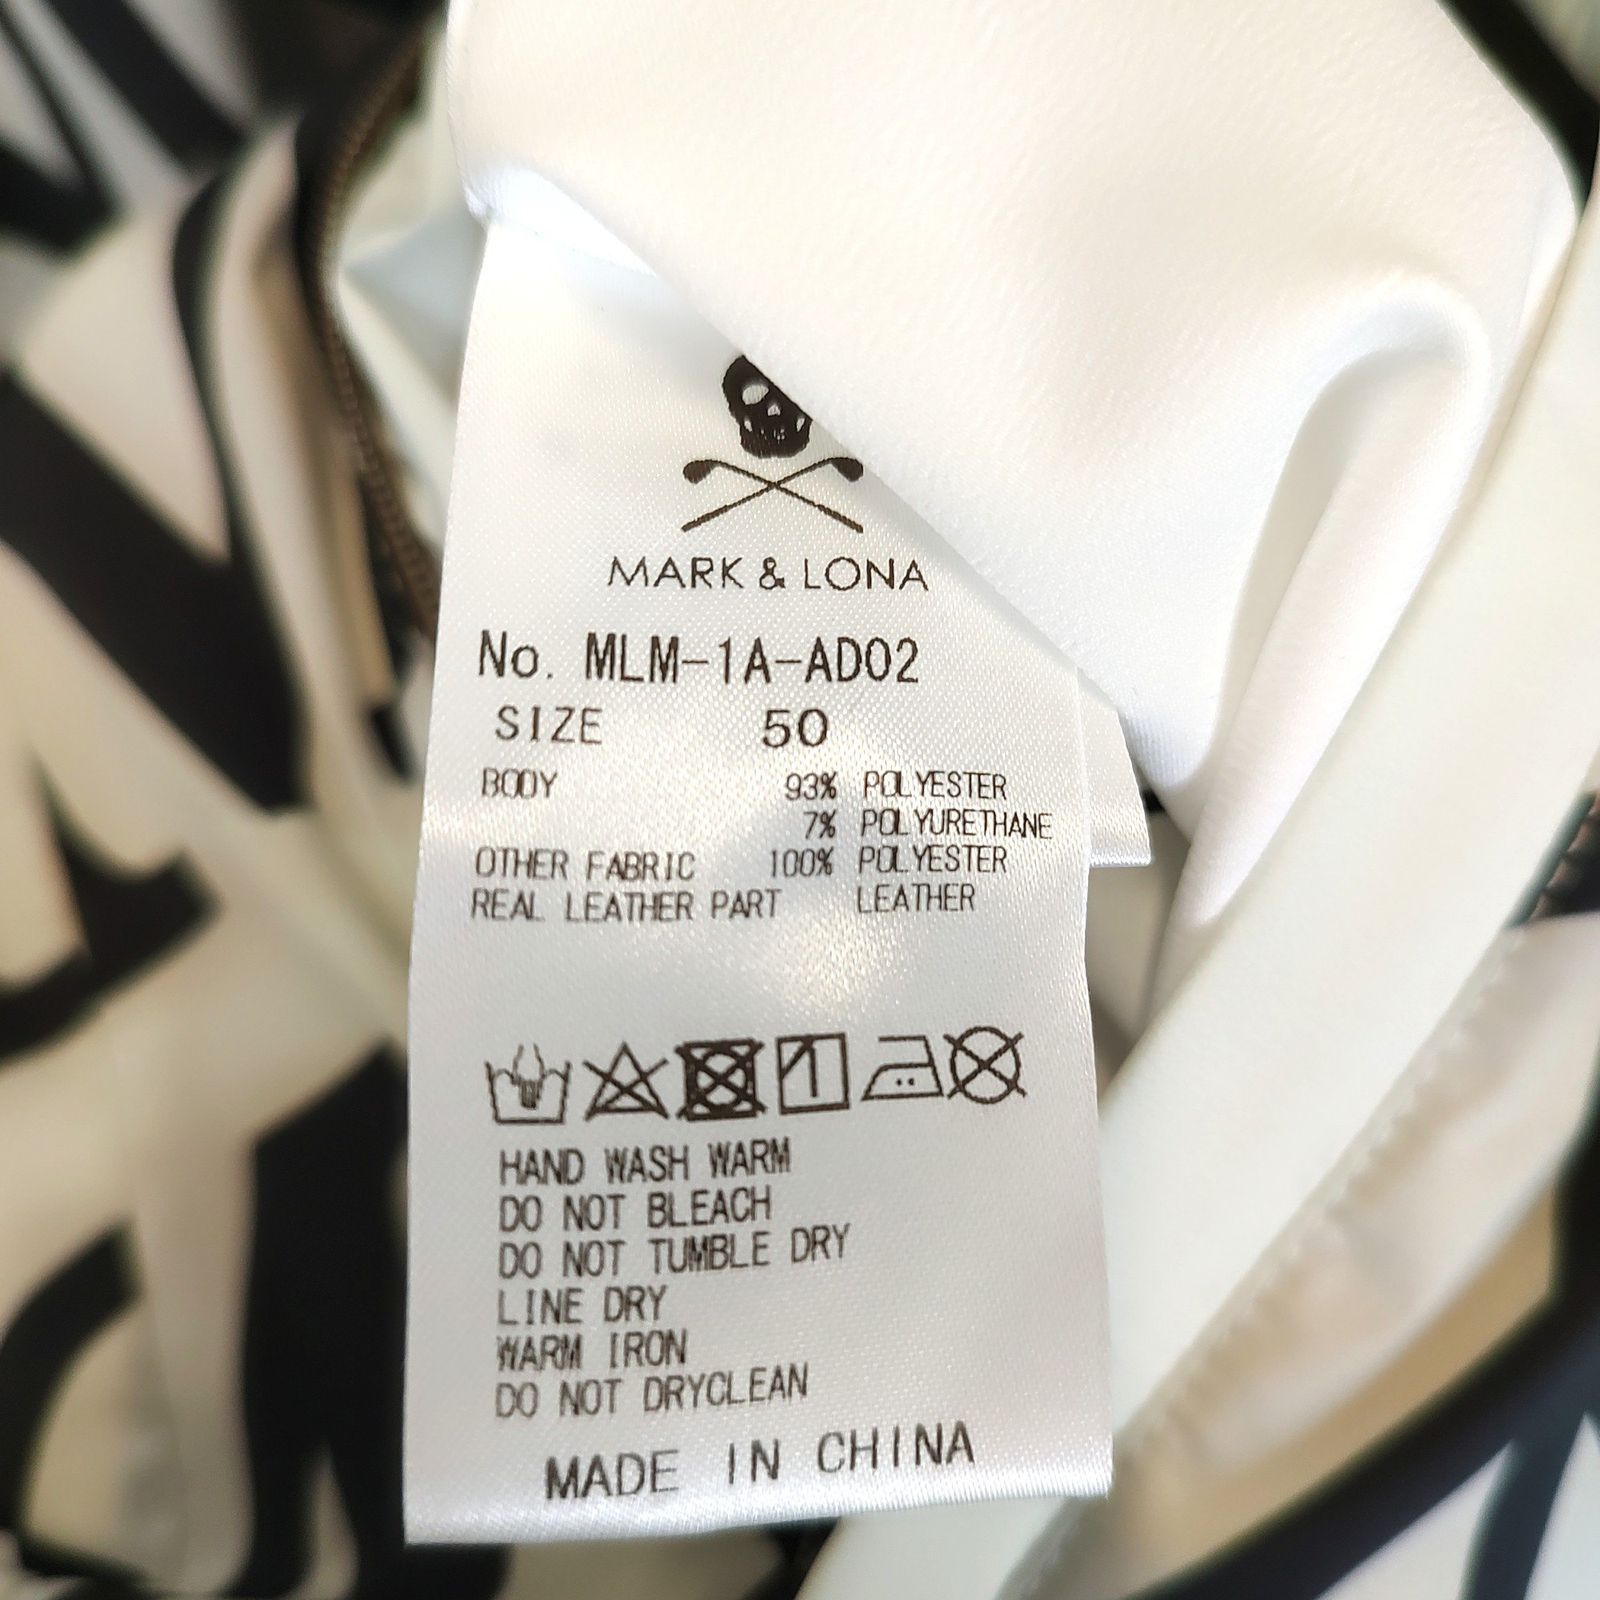 MARK & LONA
No. MLM-1A-AD02
SIZE 50
BODY 93% POLYESTER
7% POLYURETHANE
OTHER FABRIC 100% POLYESTER
REAL LEATHER PART LEATHER
HAND WASH WARM
DO NOT BLEACH
DO NOT TUMBLE DRY
LINE DRY
WARM IRON
DO NOT DRYCLEAN
MADE IN CHINA